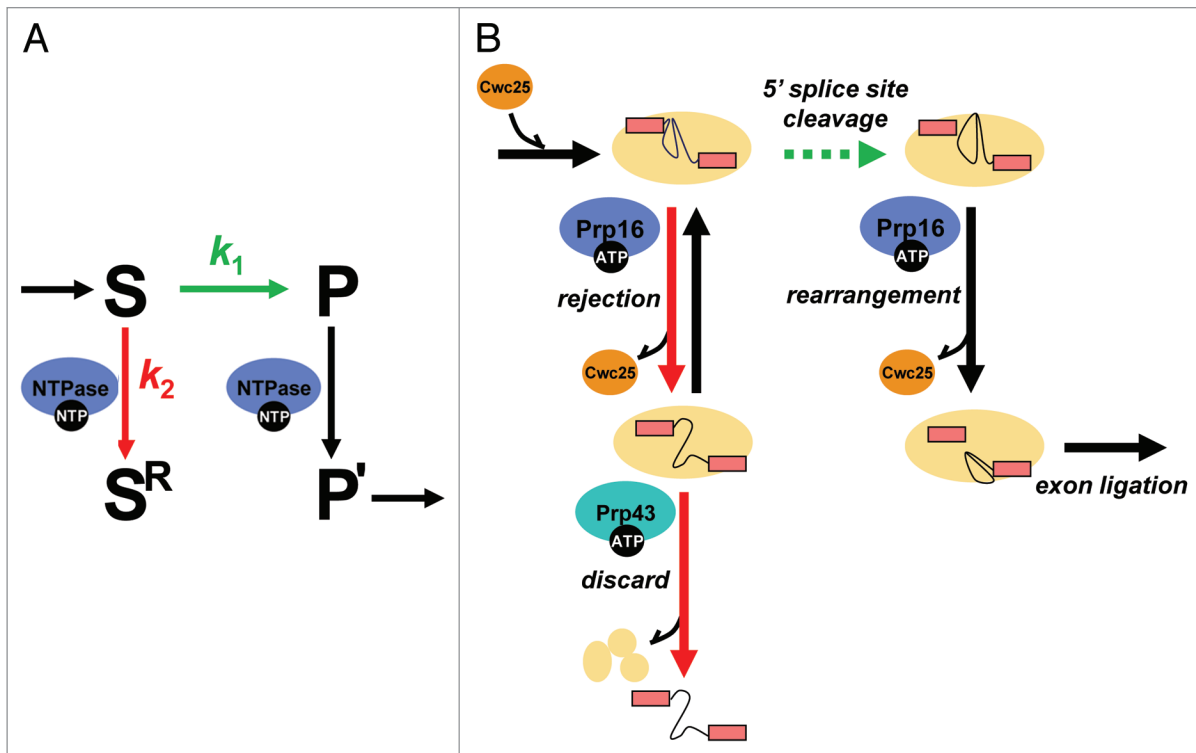 A
k1
S
P
NTPase
NTP
k2
NTPase
NTP
SR
P'
B
Cwc25
5' splice site
cleavage
Prp16
ATP
rejection
Cwc25
Prp16
ATP
rearrangement
Cwc25
exon ligation
Prp43
ATP
discard